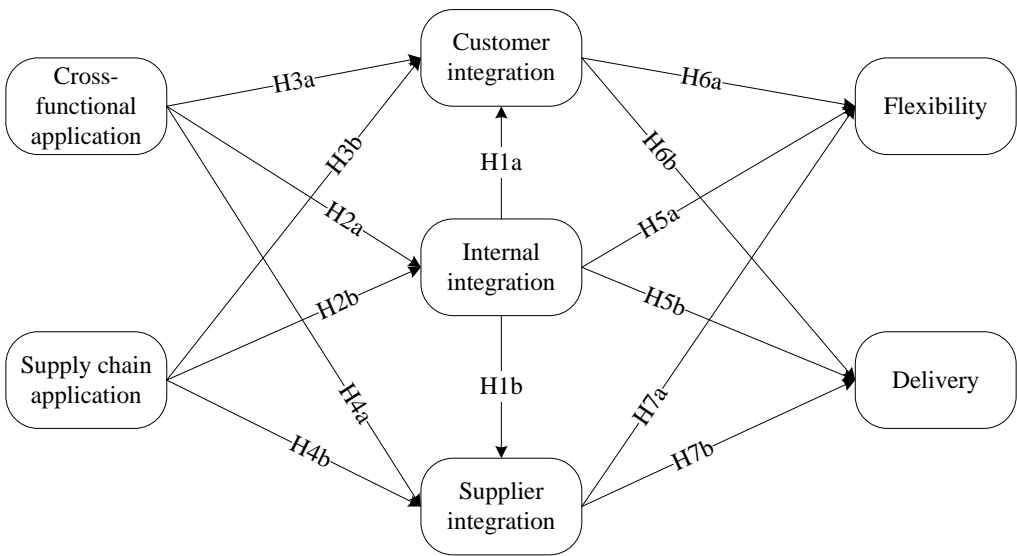 Cross-
functional
application
Supply chain
application
H3a
H3b
H2a
H2b
H4a
H4b
Customer
integration
H1a
Internal
integration
H1b
Supplier
integration
H6a
H6b
H5a
H5b
H7a
H7b
Flexibility
Delivery